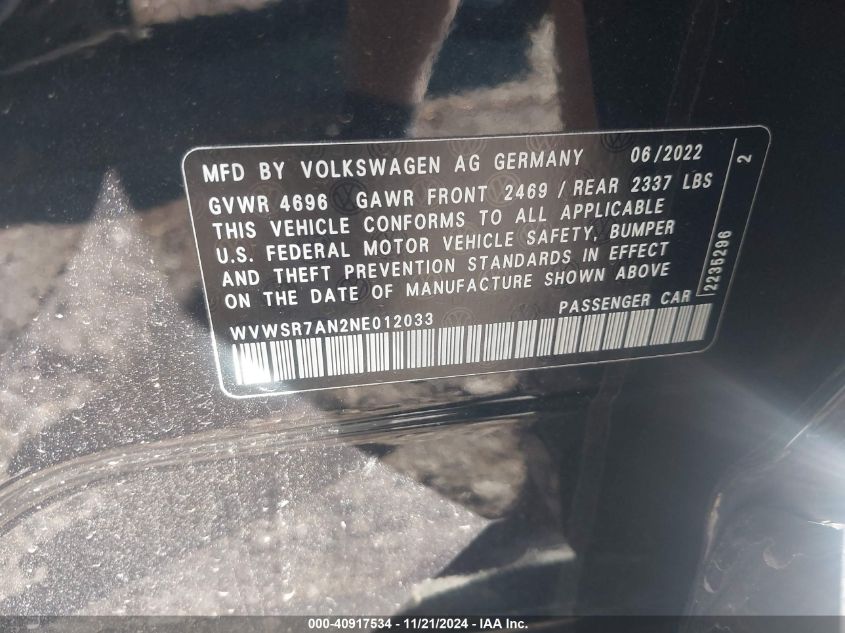 MFD BY VOLKSWAGEN AG GERMANY 06/2022
GVWR 4696 GAWR FRONT 2469 / REAR 2337 LBS
THIS VEHICLE CONFORMS TO ALL APPLICABLE
U.S. FEDERAL MOTOR VEHICLE SAFETY, BUMPER
AND THEFT PREVENTION STANDARDS IN EFFECT
ON THE DATE OF MANUFACTURE SHOWN ABOVE
WVWSR7AN2NE012033 PASSENGER CAR
2235296 2
000-40917534 - 11/21/2024 - IAA Inc.